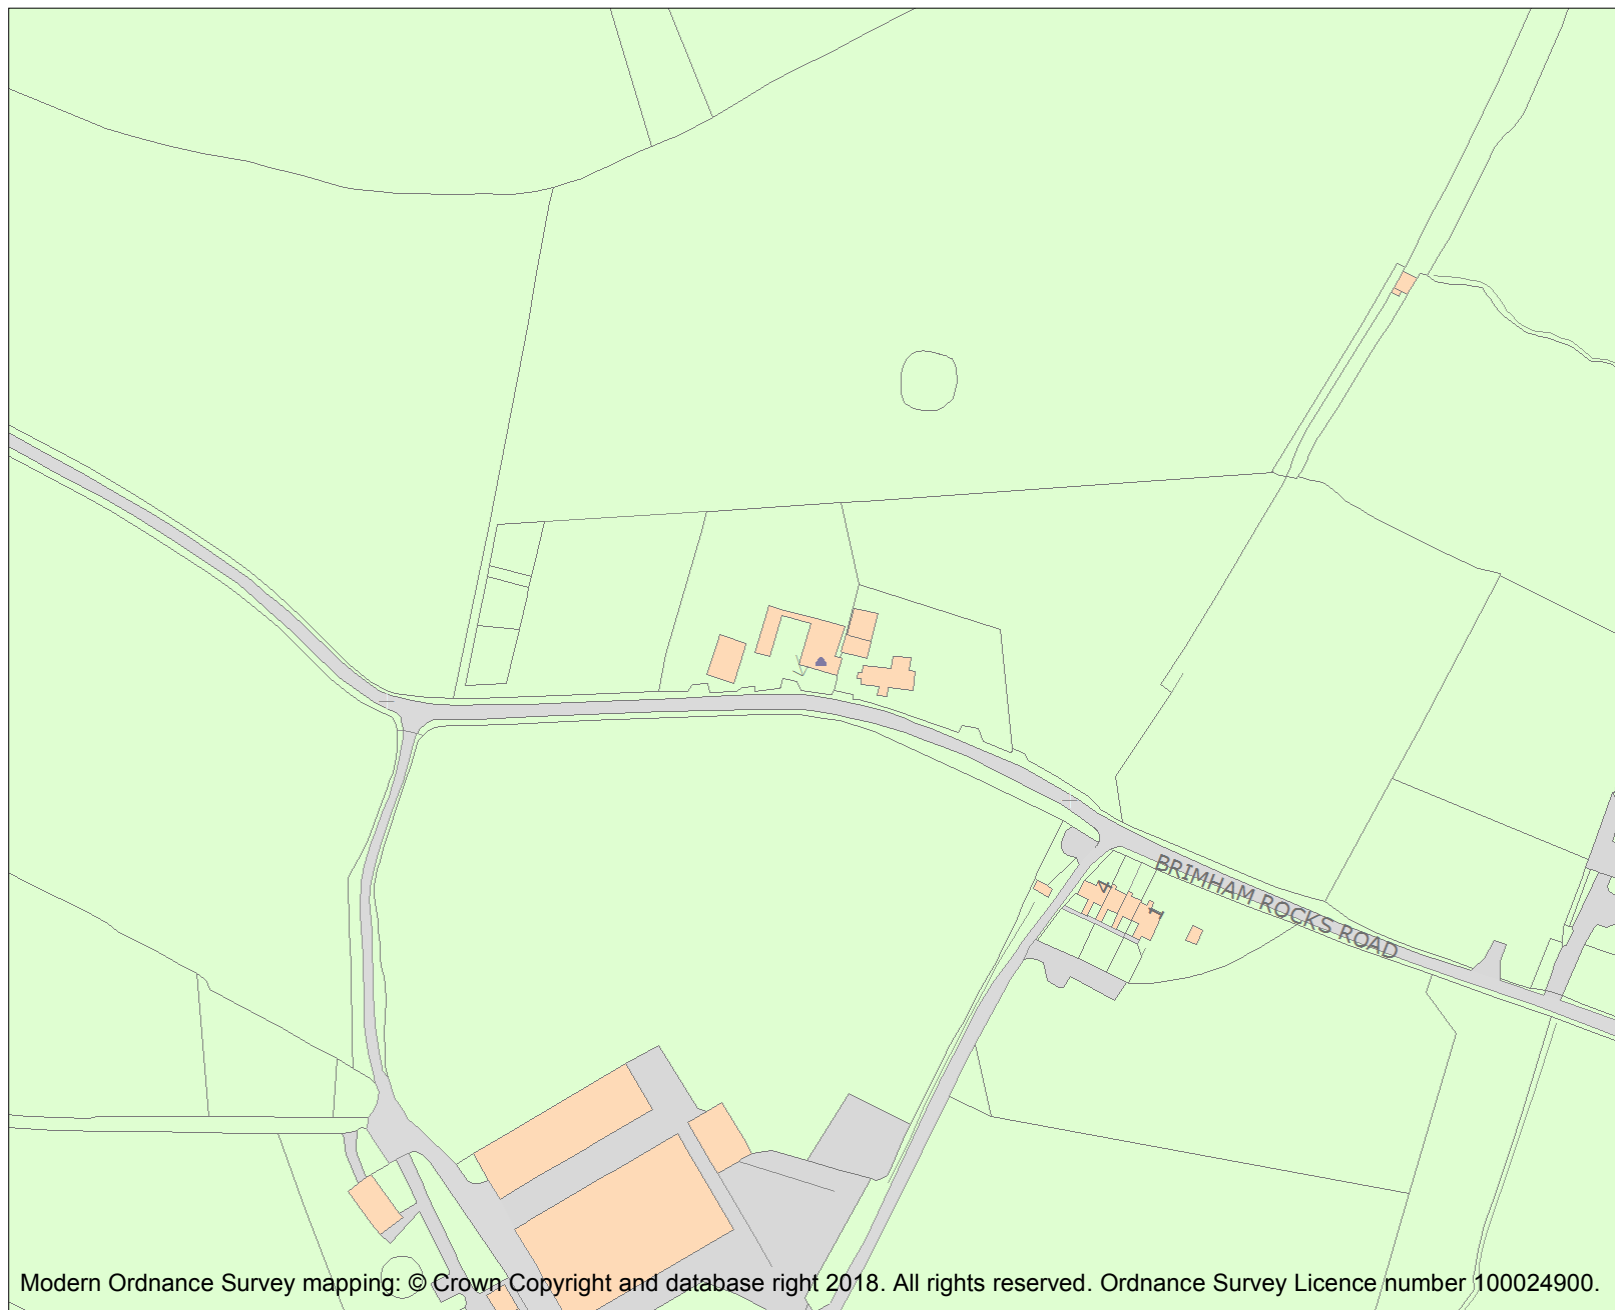 4
1
BRIMHAM ROCKS ROAD
Modern Ordnance Survey mapping: © Crown Copyright and database right 2018. All rights reserved. Ordnance Survey Licence number 100024900.